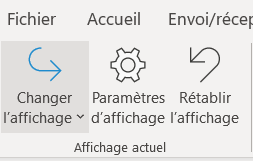 Fichier Accueil Envoi/récep
Changer Paramètres Rétablir
l'affichage d'affichage l'affichage
Affichage actuel